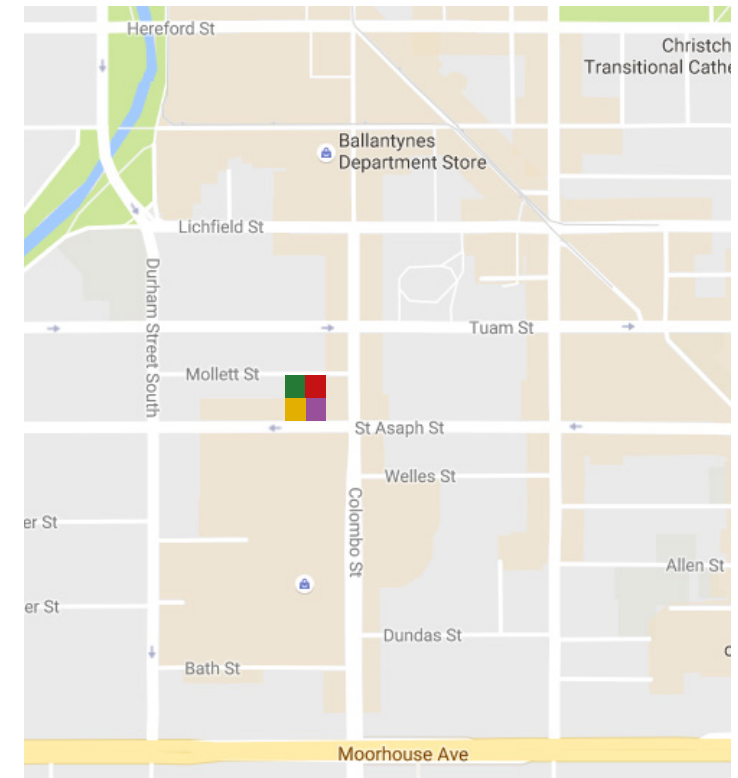 Hereford St
Christch
Transitional Cathe
Ballantynes
Department Store
Lichfield St
Durham Street South
Tuam St
Mollett St
St Asaph St
Welles St
Colombo St
er St
Allen St
er St
Dundas St
Bath St
Moorhouse Ave